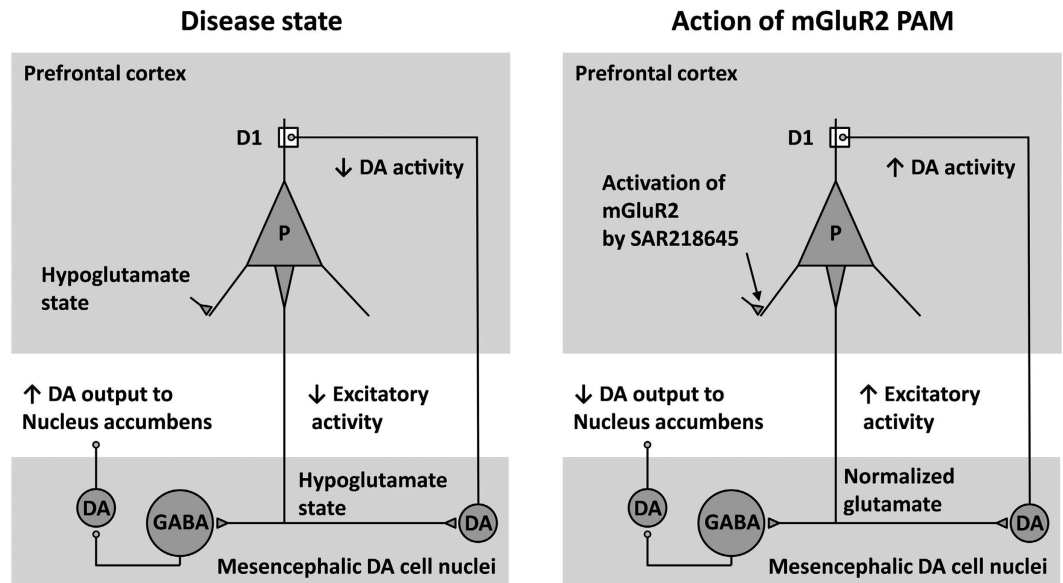 Disease state
Prefrontal cortex
D1
↓ DA activity
P
Hypoglutamate
state
↑ DA output to
Nucleus accumbens
↓ Excitatory
activity
Hypoglutamate
state
DA
GABA
DA
Mesencephalic DA cell nuclei
Action of mGluR2 PAM
Prefrontal cortex
D1
↑ DA activity
Activation of
mGluR2
by SAR218645
P
↓ DA output to
Nucleus accumbens
↑ Excitatory
activity
Normalized
glutamate
DA
GABA
DA
Mesencephalic DA cell nuclei